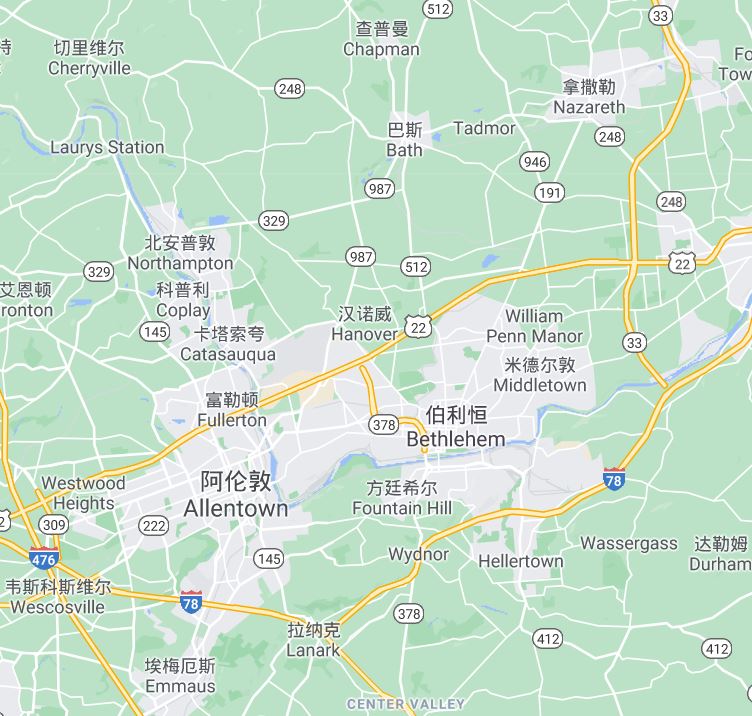 512
33
查普曼
Chapman
特
切里维尔
Cherryville
Fo
Tow
248
拿撒勒
Nazareth
巴斯
Bath
Tadmor
248
Laurys Station
946
987
191
248
329
北安普敦
Northampton
987
512
22
329
艾恩顿
ronton
科普利
Coplay
汉诺威
Hanover
22
William
Penn Manor
145
卡塔索夸
Catasauqua
33
米德尔敦
Middletown
富勒顿
Fullerton
378
伯利恒
Bethlehem
阿伦敦
Allentown
Westwood
Heights
方廷希尔
Fountain Hill
78
2
309
222
476
145
Wydnor
Hellertown
Wassergass
达勒姆
Durham
韦斯科斯维尔
Wescosville
78
378
拉纳克
Lanark
412
412
埃梅厄斯
Emmaus
CENTER VALLEY